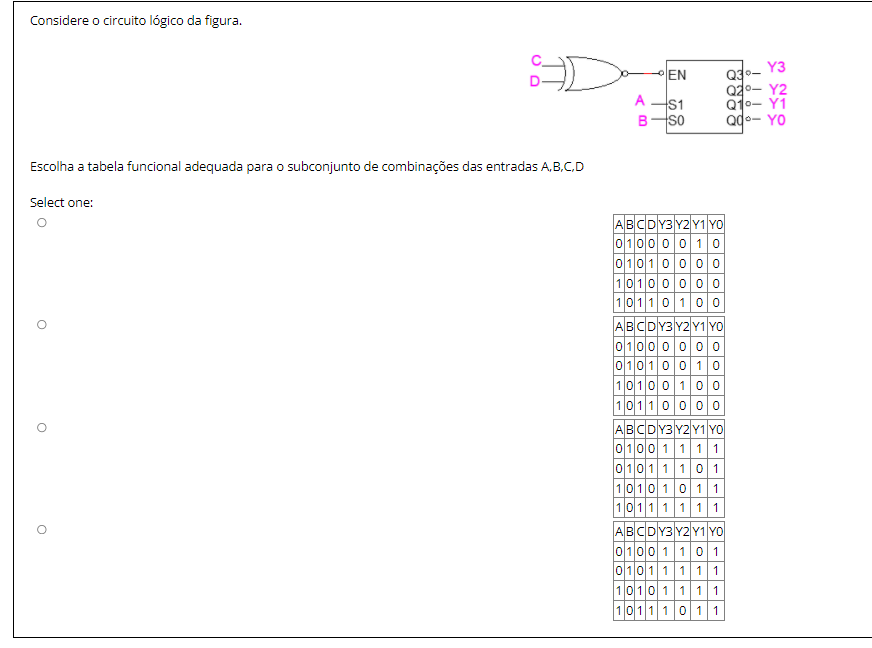 Considere o circuito lógico da figura.
C
D
EN
A
S1
B
S0
Q3 Y3
Q2 Y2
Q1 Y1
Q0 Y0
Escolha a tabela funcional adequada para o subconjunto de combinações das entradas A,B,C,D
Select one:
A B C D Y3 Y2 Y1 Y0
0 1 0 0 0 0 1 0
0 1 0 1 0 0 0 0
1 0 1 0 0 0 0 0
1 0 1 1 0 1 0 0
A B C D Y3 Y2 Y1 Y0
0 1 0 0 0 0 0 0
0 1 0 1 0 0 1 0
1 0 1 0 0 1 0 0
1 0 1 1 0 0 0 0
A B C D Y3 Y2 Y1 Y0
0 1 0 0 1 1 1 1
0 1 0 1 1 1 0 1
1 0 1 0 1 0 1 1
1 0 1 1 1 1 1 1
A B C D Y3 Y2 Y1 Y0
0 1 0 0 1 1 0 1
0 1 0 1 1 1 1 1
1 0 1 0 1 1 1 1
1 0 1 1 1 0 1 1